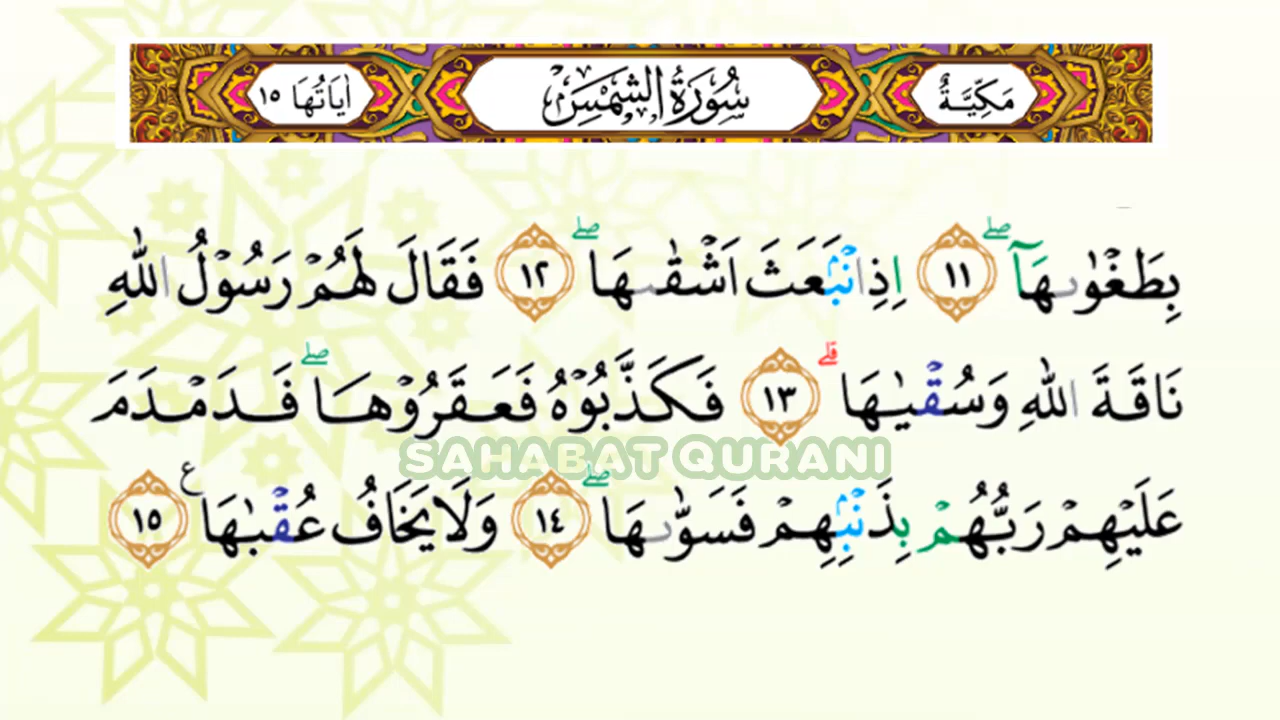 مَكِّيَّةٌ سُوْرَةُ الشَّمْسِ اٰيَاتُهَا ١٥
بِطَغْوٰىهَآ ۖ ١١ اِذِ انْۢبَعَثَ اَشْقٰىهَا ۖ ١٢ فَقَالَ لَهُمْ رَسُوْلُ اللّٰهِ
نَاقَةَ اللّٰهِ وَسُقْيٰهَا ۗ ١٣ فَكَذَّبُوْهُ فَعَقَرُوْهَا ۖ فَدَمْدَمَ
SAHABAT QURANI
عَلَيْهِمْ رَبُّهُمْ بِذَنْۢبِهِمْ فَسَوّٰىهَا ۖ ١٤ وَلَا يَخَافُ عُقْبٰهَا ࣖ ١٥